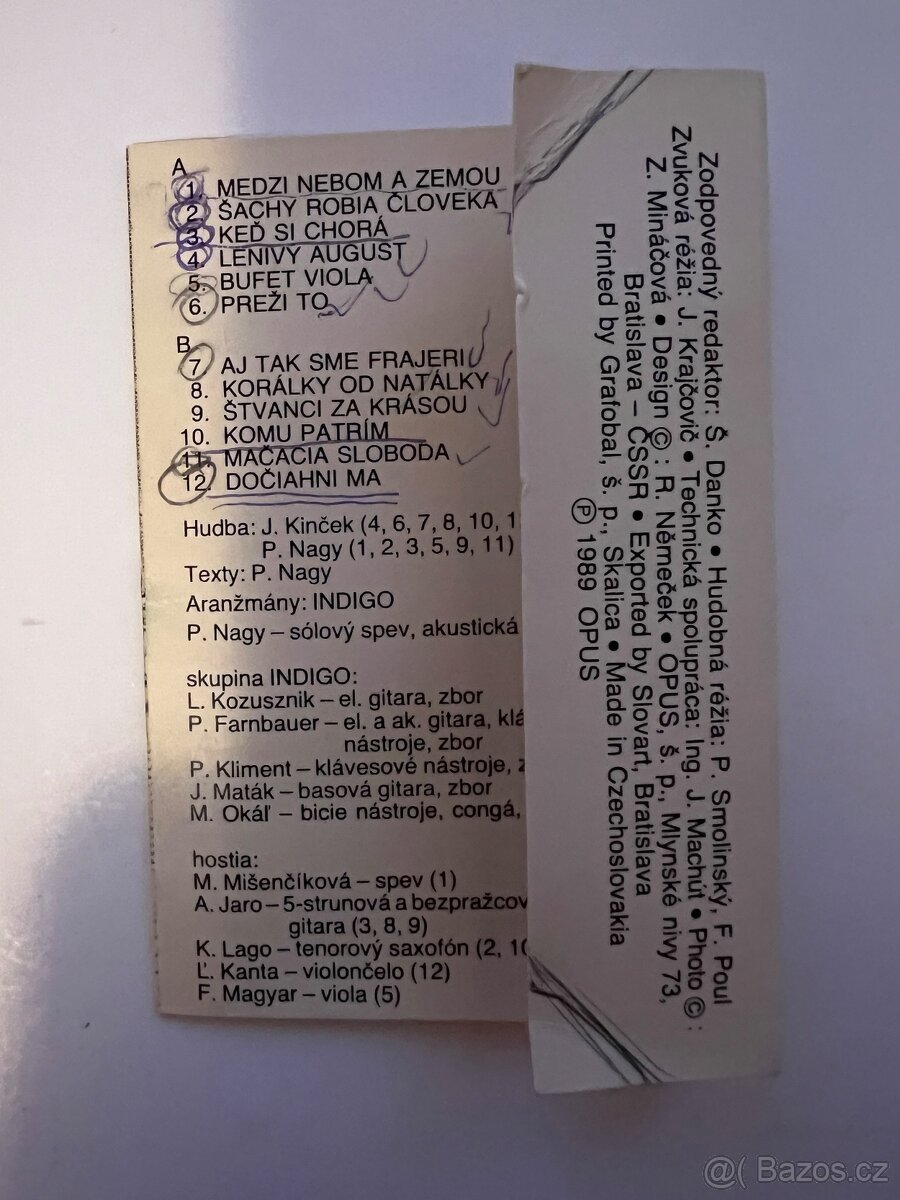 A
1. MEDZI NEBOM A ZEMOU
2. ŠACHY ROBIA ČLOVEKA
3. KEĎ SI CHORÁ
4. LENIVÝ AUGUST
5. BUFET VIOLA
6. PREŽI TO
B
7. AJ TAK SME FRAJERI
8. KORÁLKY OD NATÁLKY
9. ŠTVANCI ZA KRÁSOU
10. KOMU PATRÍM
11. MAČACIA SLOBODA
12. DOČIAHNI MA
Hudba: J. Kinček (4, 6, 7, 8, 10, 1
P. Nagy (1, 2, 3, 5, 9, 11)
Texty: P. Nagy
Aranžmány: INDIGO
P. Nagy – sólový spev, akustická
skupina INDIGO:
L. Kozusznik – el. gitara, zbor
P. Farnbauer – el. a ak. gitara, klá
nástroje, zbor
P. Kliment – klávesové nástroje, z
J. Maták – basová gitara, zbor
M. Okáľ – bicie nástroje, congá,
hostia:
M. Mišenčíková – spev (1)
A. Jaro – 5-strunová a bezpražcov
gitara (3, 8, 9)
K. Lago – tenorový saxofón (2, 10
Ľ. Kanta – violončelo (12)
F. Magyar – viola (5)
Zodpovedný redaktor: Š. Danko • Hudobná réžia: P. Smolinský, F. Poul
Zvuková réžia: J. Krajčovič • Technická spolupráca: Ing. J. Machút • Photo © :
Z. Mináčová • Design © : R. Němeček • OPUS, š. p., Mlynské nivy 73,
Bratislava – ČSSR • Exported by Slovart, Bratislava
Printed by Grafobal, š. p., Skalica • Made in Czechoslovakia
Ⓟ 1989 OPUS
@( Bazos.cz